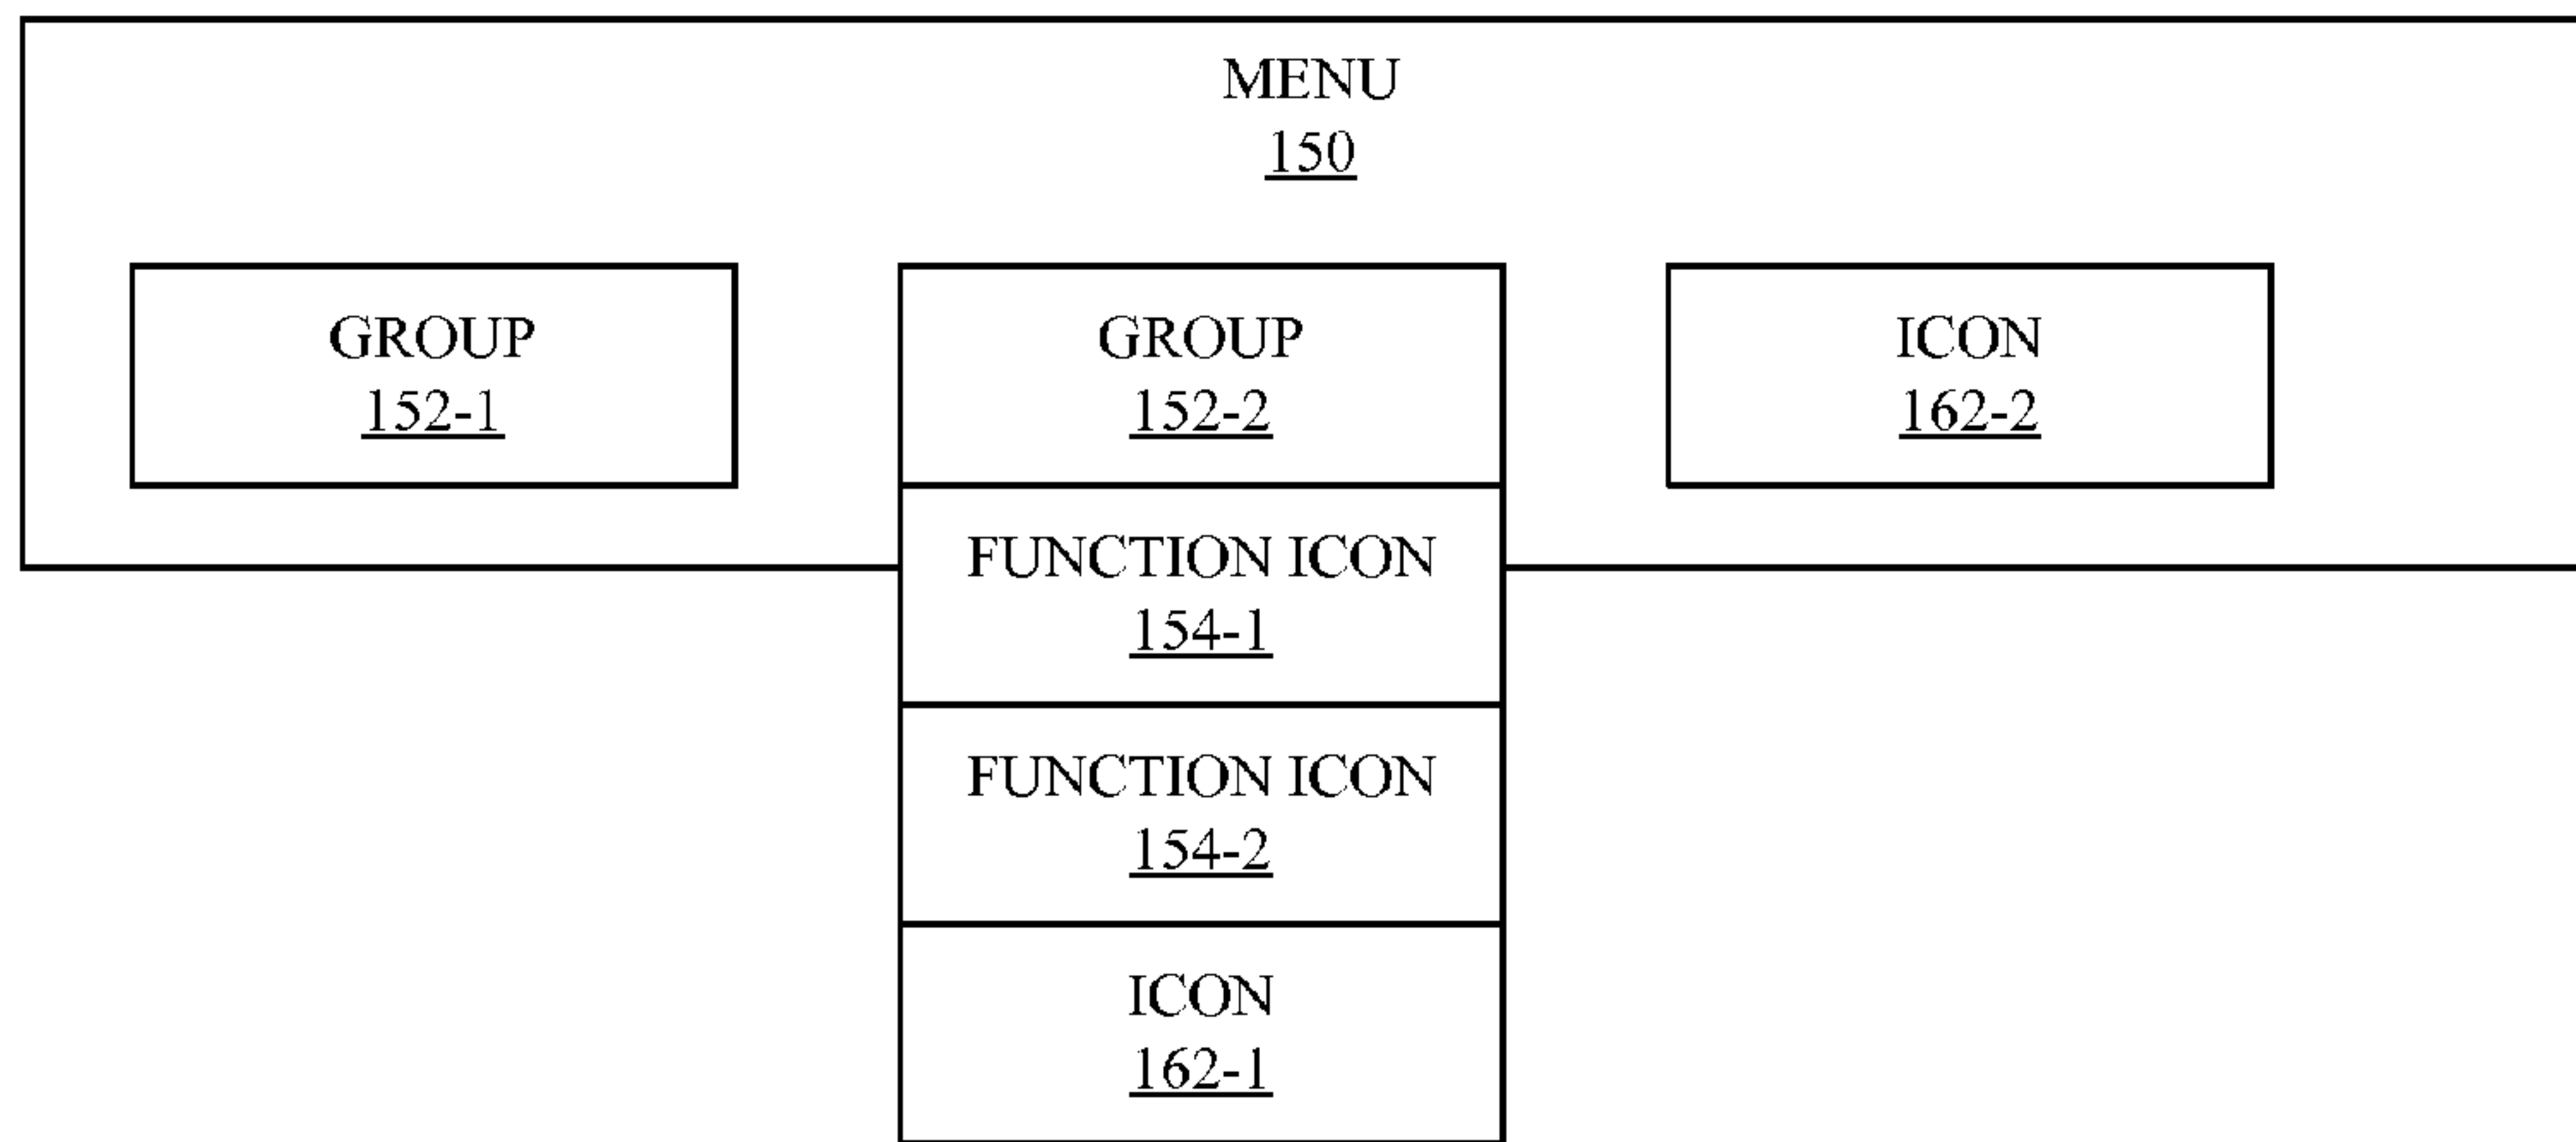 MENU
150
GROUP
152-1
GROUP
152-2
ICON
162-2
FUNCTION ICON
154-1
FUNCTION ICON
154-2
ICON
162-1